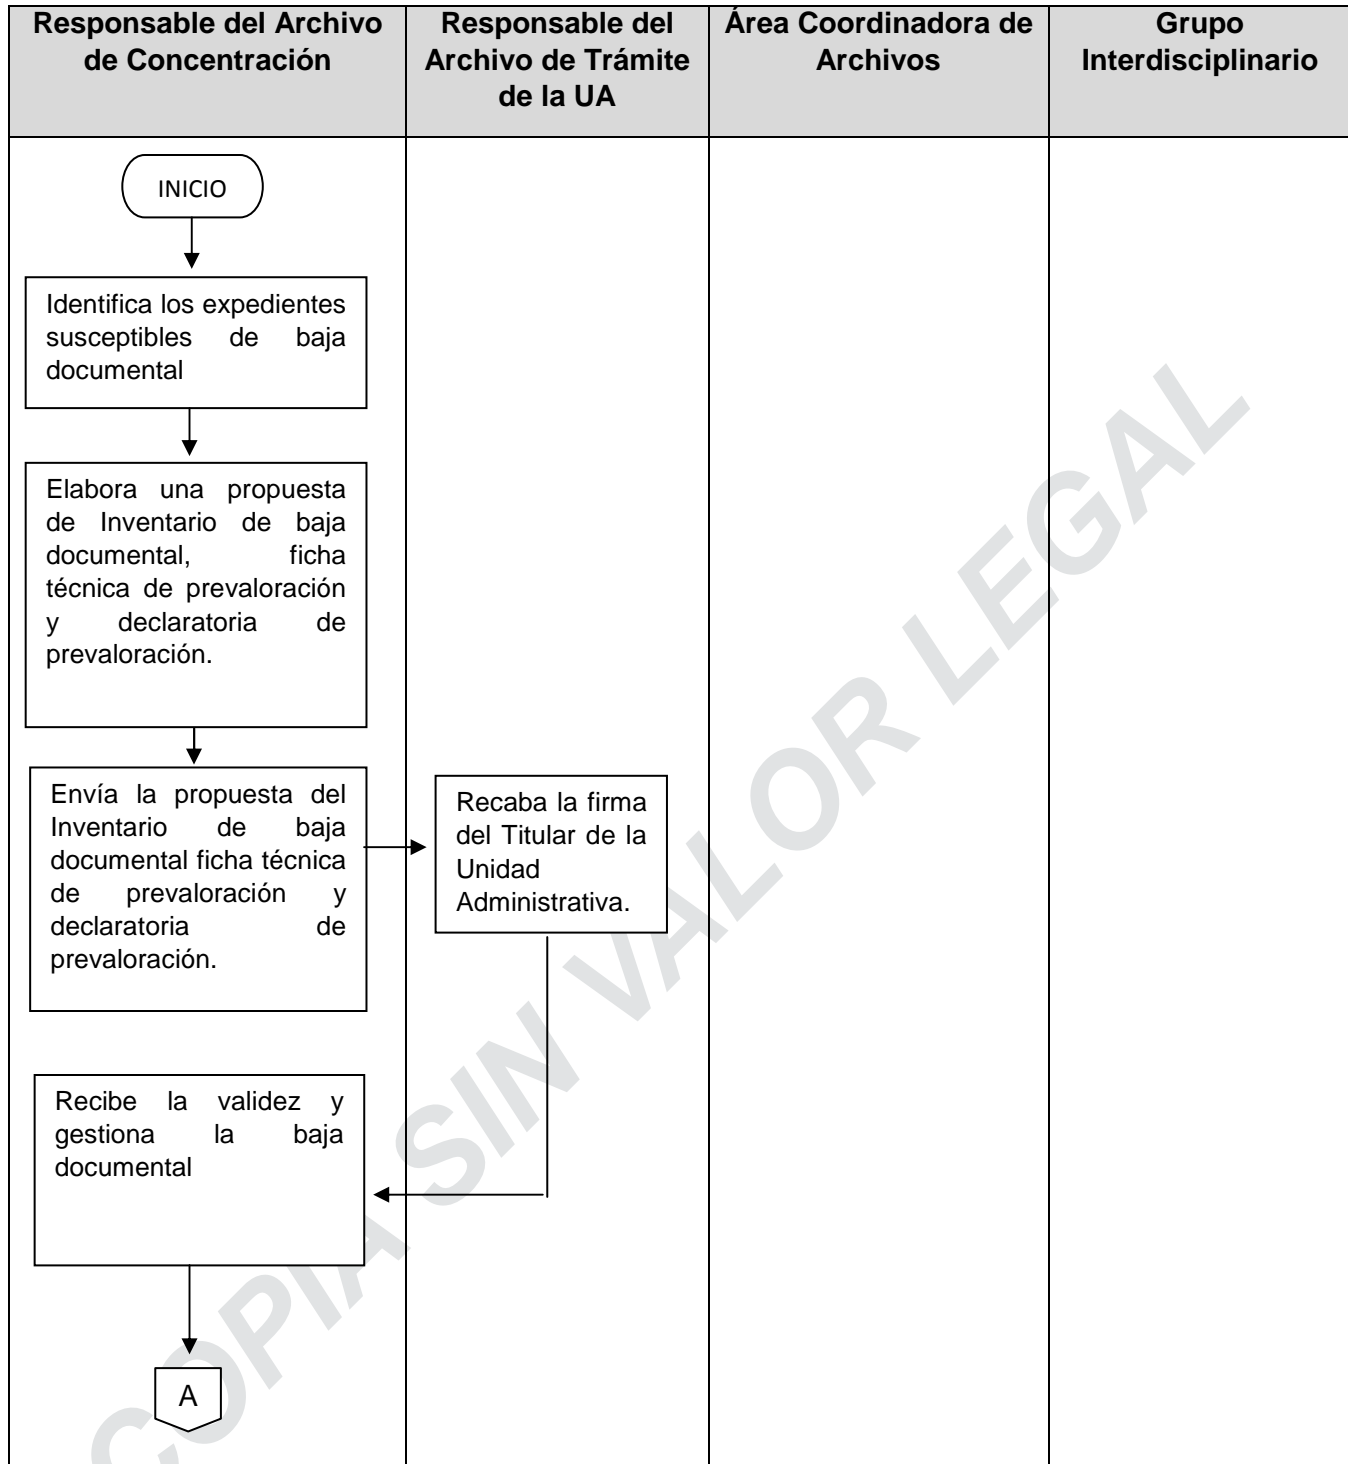 Responsable del Archivo
de Concentración
Responsable del
Archivo de Trámite
de la UA
Área Coordinadora de
Archivos
Grupo
Interdisciplinario
INICIO
Identifica los expedientes
susceptibles de baja
documental
Elabora una propuesta
de Inventario de baja
documental, ficha
técnica de prevaloración
y declaratoria de
prevaloración.
Envía la propuesta del
Inventario de baja
documental ficha técnica
de prevaloración y
declaratoria de
prevaloración.
Recaba la firma
del Titular de la
Unidad
Administrativa.
Recibe la validez y
gestiona la baja
documental
A
COPIA SIN VALOR LEGAL